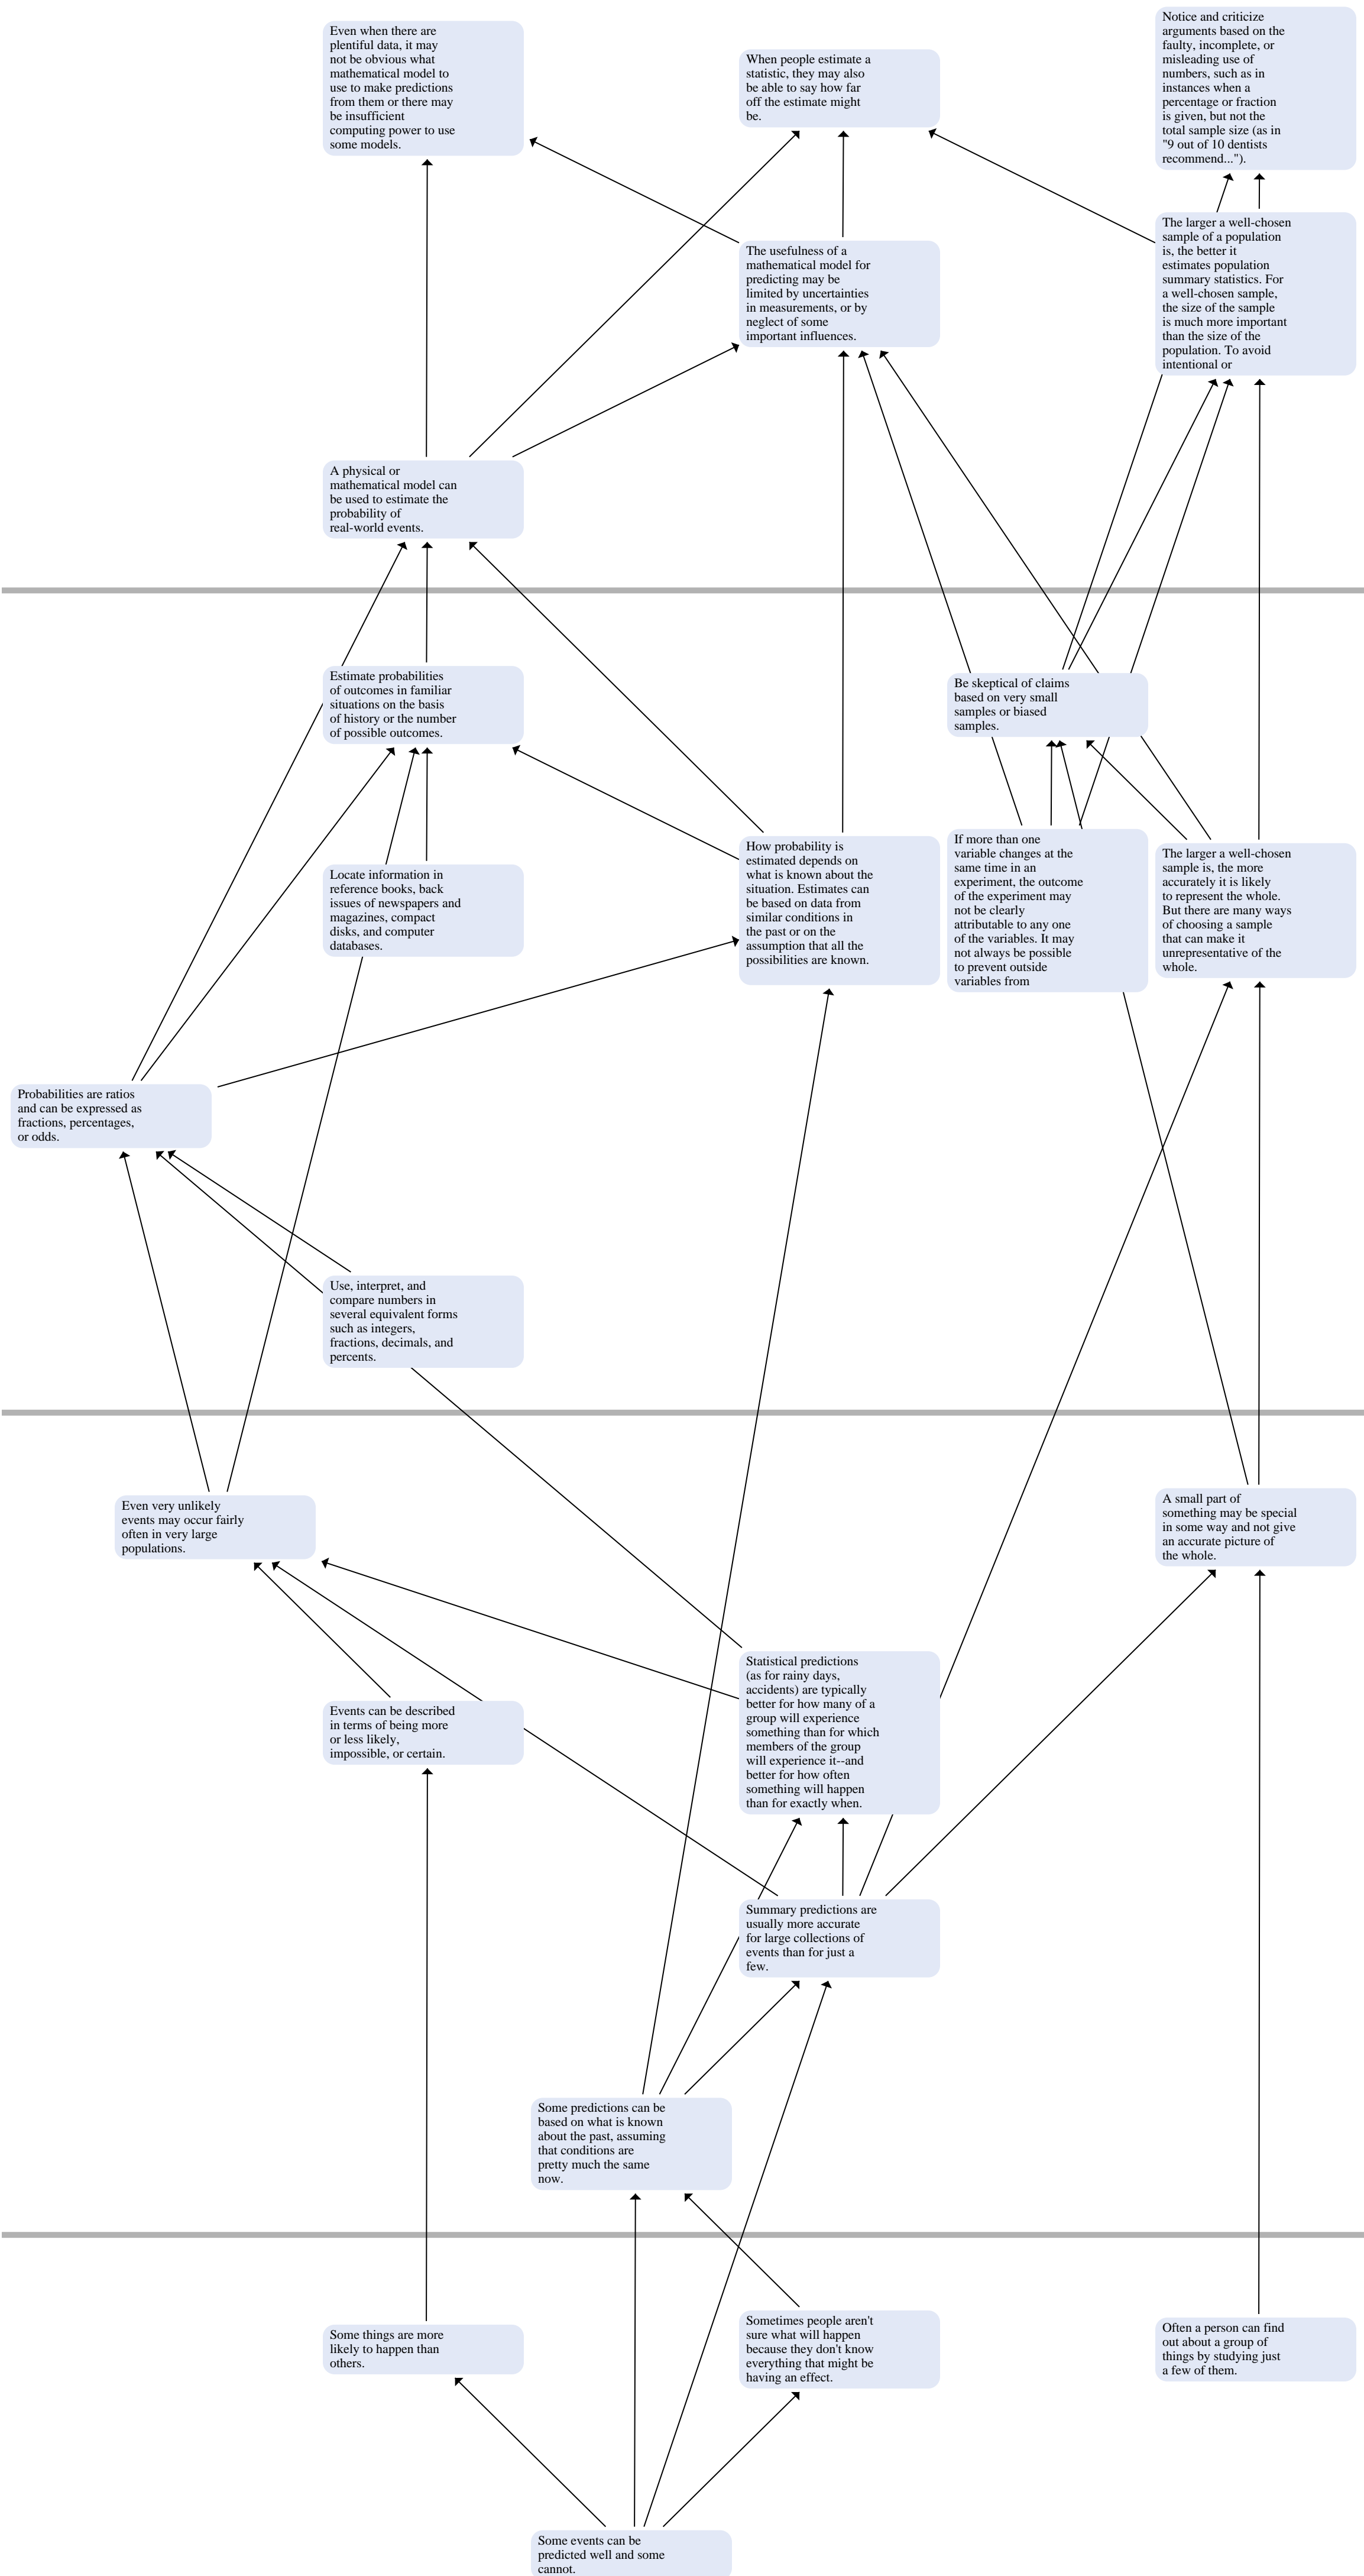 Even when there are
plentiful data, it may
not be obvious what
mathematical model to
use to make predictions
from them or there may
be insufficient
computing power to use
some models.
When people estimate a
statistic, they may also
be able to say how far
off the estimate might
be.
Notice and criticize
arguments based on the
faulty, incomplete, or
misleading use of
numbers, such as in
instances when a
percentage or fraction
is given, but not the
total sample size (as in
"9 out of 10 dentists
recommend...").
The usefulness of a
mathematical model for
predicting may be
limited by uncertainties
in measurements, or by
neglect of some
important influences.
The larger a well-chosen
sample of a population
is, the better it
estimates population
summary statistics. For
a well-chosen sample,
the size of the sample
is much more important
than the size of the
population. To avoid
intentional or
A physical or
mathematical model can
be used to estimate the
probability of
real-world events.
Estimate probabilities
of outcomes in familiar
situations on the basis
of history or the number
of possible outcomes.
Be skeptical of claims
based on very small
samples or biased
samples.
Locate information in
reference books, back
issues of newspapers and
magazines, compact
disks, and computer
databases.
How probability is
estimated depends on
what is known about the
situation. Estimates can
be based on data from
similar conditions in
the past or on the
assumption that all the
possibilities are known.
If more than one
variable changes at the
same time in an
experiment, the outcome
of the experiment may
not be clearly
attributable to any one
of the variables. It may
not always be possible
to prevent outside
variables from
The larger a well-chosen
sample is, the more
accurately it is likely
to represent the whole.
But there are many ways
of choosing a sample
that can make it
unrepresentative of the
whole.
Probabilities are ratios
and can be expressed as
fractions, percentages,
or odds.
Use, interpret, and
compare numbers in
several equivalent forms
such as integers,
fractions, decimals, and
percents.
Even very unlikely
events may occur fairly
often in very large
populations.
A small part of
something may be special
in some way and not give
an accurate picture of
the whole.
Statistical predictions
(as for rainy days,
accidents) are typically
better for how many of a
group will experience
something than for which
members of the group
will experience it--and
better for how often
something will happen
than for exactly when.
Events can be described
in terms of being more
or less likely,
impossible, or certain.
Summary predictions are
usually more accurate
for large collections of
events than for just a
few.
Some predictions can be
based on what is known
about the past, assuming
that conditions are
pretty much the same
now.
Some things are more
likely to happen than
others.
Sometimes people aren't
sure what will happen
because they don't know
everything that might be
having an effect.
Often a person can find
out about a group of
things by studying just
a few of them.
Some events can be
predicted well and some
cannot.